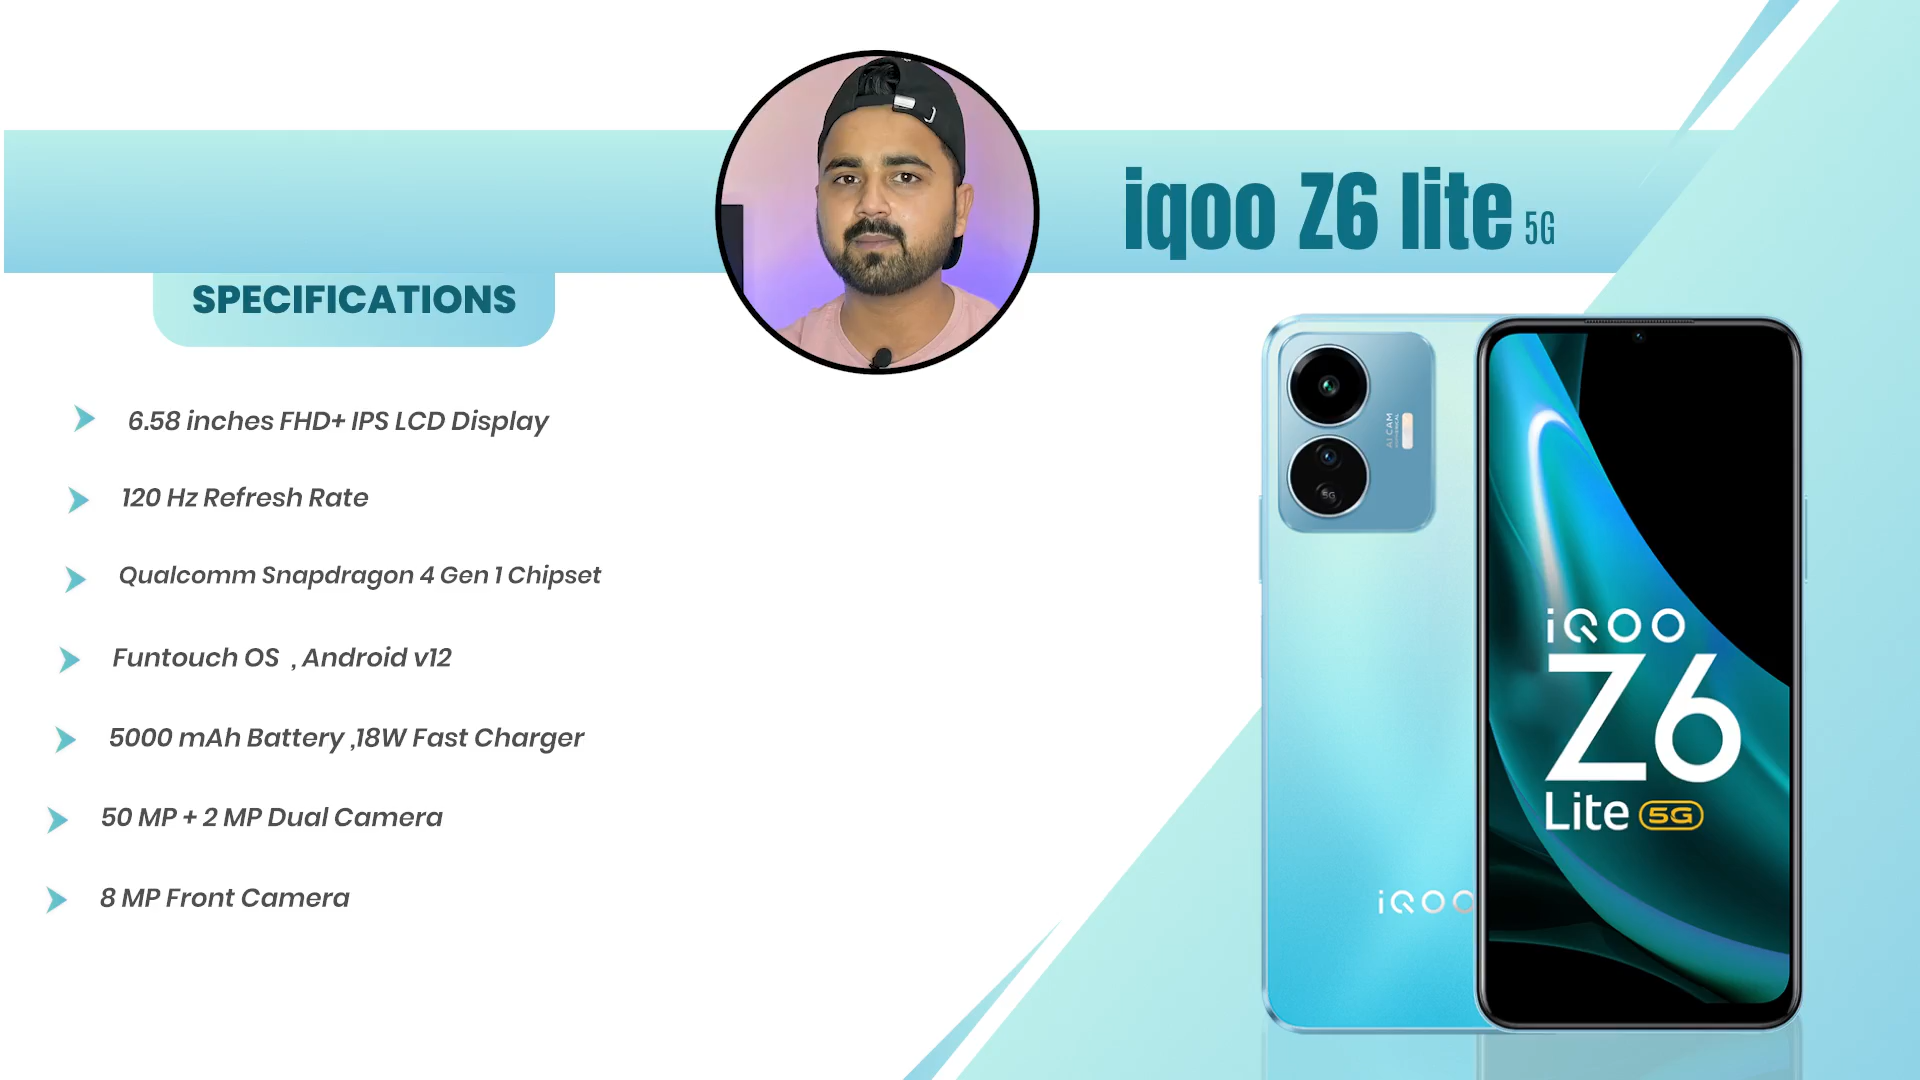 iqoo Z6 lite 5G
SPECIFICATIONS
6.58 inches FHD+ IPS LCD Display
120 Hz Refresh Rate
Qualcomm Snapdragon 4 Gen 1 Chipset
Funtouch OS , Android v12
5000 mAh Battery ,18W Fast Charger
50 MP + 2 MP Dual Camera
8 MP Front Camera
AI CAM
5G
iQOO
iQOO
Z6
Lite 5G